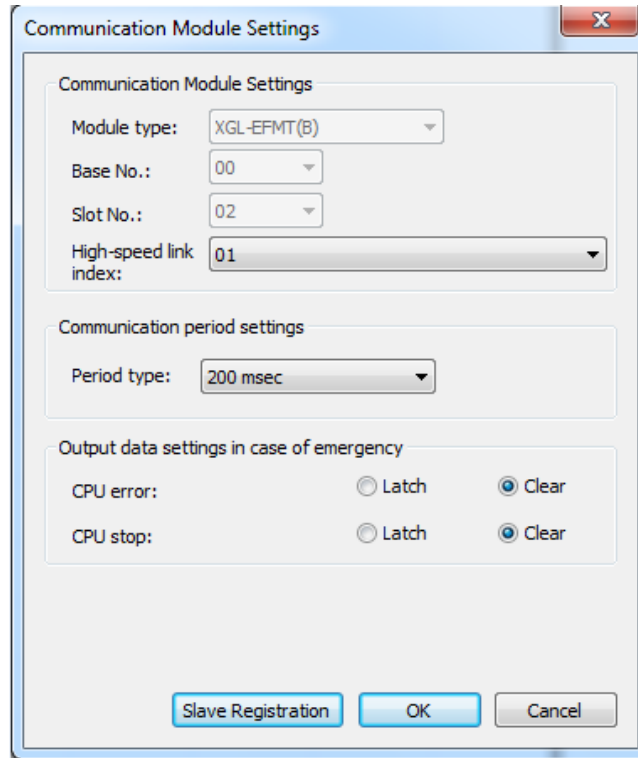 Communication Module Settings
Communication Module Settings
Module type: XGL-EFMT(B)
Base No.: 00
Slot No.: 02
High-speed link
index: 01
Communication period settings
Period type: 200 msec
Output data settings in case of emergency
CPU error: Latch Clear
CPU stop: Latch Clear
Slave Registration OK Cancel